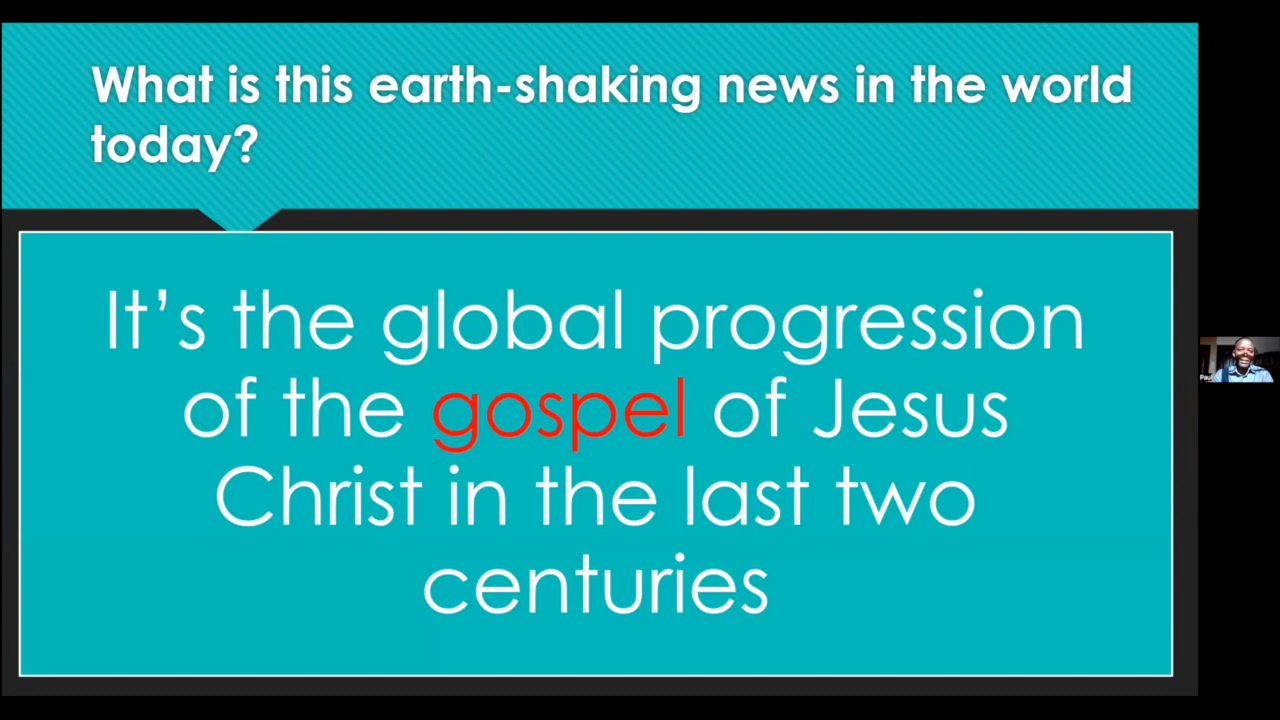 What is this earth-shaking news in the world
today?
It’s the global progression
of the gospel of Jesus
Christ in the last two
centuries
Paul